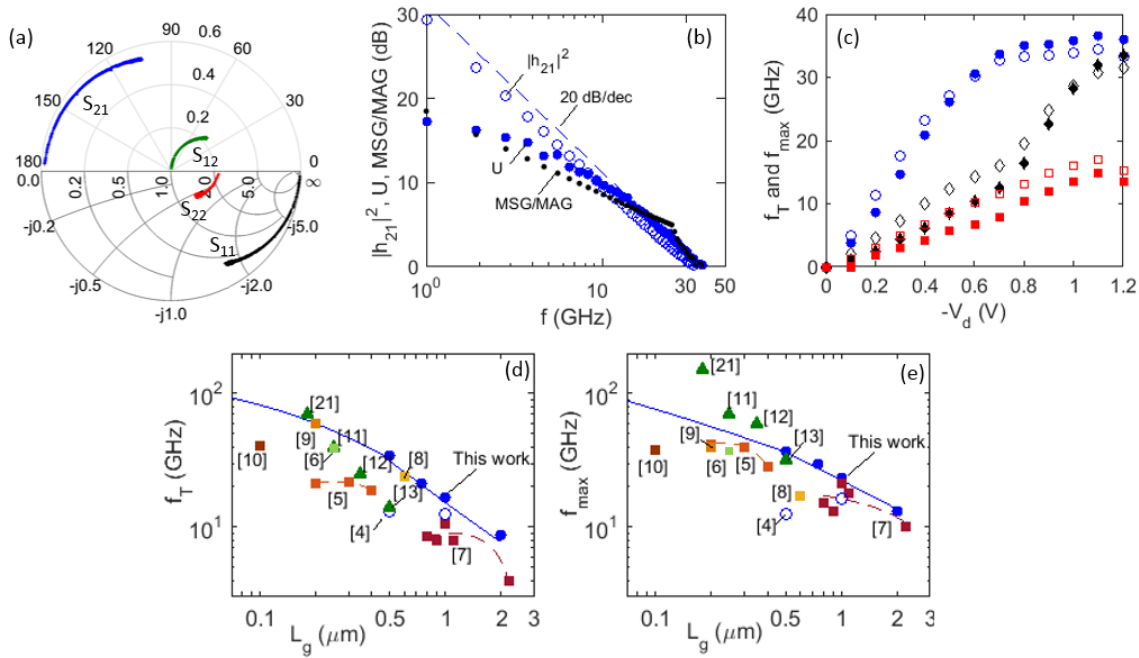 (a)
90
0.6
120
60
0.4
150
30
S21
0.2
S12
180
0
0.0
0.2
0.5
1.0
2.0
5.0
∞
S22
-j0.2
-j5.0
S11
-j0.5
-j2.0
-j1.0
(b)
|h21|^2, U, MSG/MAG (dB)
30
20
10
0
|h21|^2
20 dB/dec
U
MSG/MAG
10^0
10
30
50
f (GHz)
(c)
fT and fmax (GHz)
40
30
20
10
0
0
0.2
0.4
0.6
0.8
1
1.2
-Vd (V)
(d)
fT (GHz)
10^2
10^1
[21]
[9]
[11]
[10]
[6]
[8]
[12]
This work
[5]
[13]
[4]
[7]
0.1
0.5
1
2
3
Lg (μm)
(e)
fmax (GHz)
10^2
10^1
[21]
[11]
[12]
[9]
[13]
This work
[10]
[6]
[5]
[8]
[4]
[7]
0.1
0.5
1
2
3
Lg (μm)